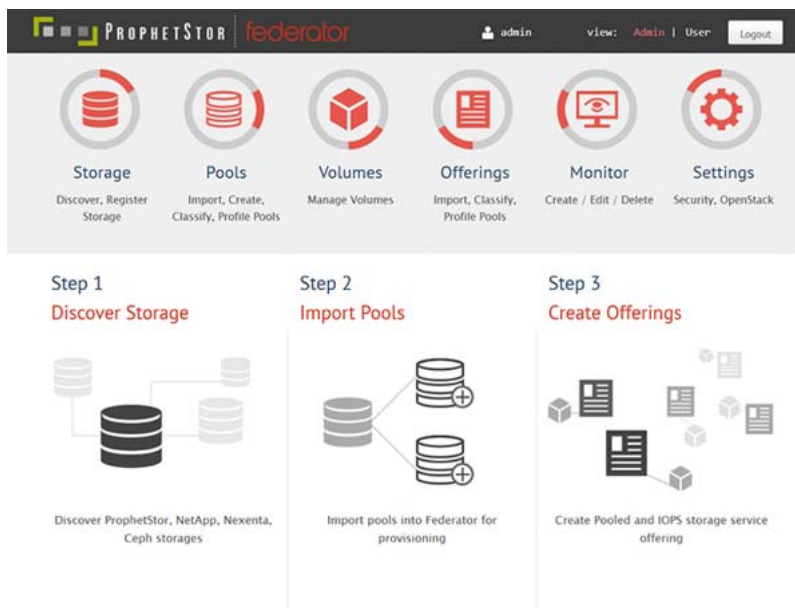 PROPHETSTOR federator admin view: Admin | User Logout
Storage
Discover, Register
Storage
Pools
Import, Create,
Classify, Profile Pools
Volumes
Manage Volumes
Offerings
Import, Classify,
Profile Pools
Monitor
Create / Edit / Delete
Settings
Security, OpenStack
Step 1
Discover Storage
Discover ProphetStor, NetApp, Nexenta,
Ceph storages
Step 2
Import Pools
Import pools into Federator for
provisioning
Step 3
Create Offerings
Create Pooled and IOPS storage service
offering